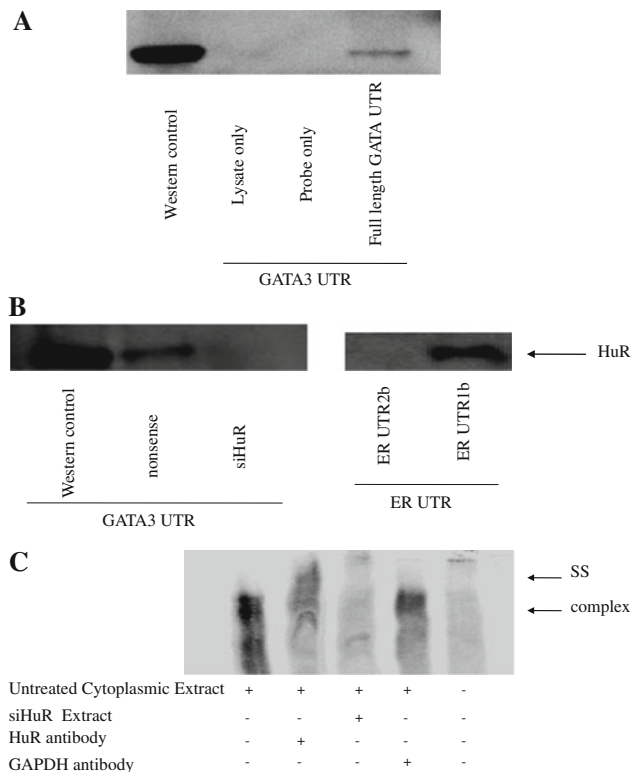 A
Western control
Lysate only
Probe only
Full length GATA UTR
GATA3 UTR
B
HuR
Western control
nonsense
siHuR
ER UTR2b
ER UTR1b
GATA3 UTR
ER UTR
C
SS
complex
Untreated Cytoplasmic Extract + + + + -
siHuR Extract - - + - -
HuR antibody - + - - -
GAPDH antibody - - - + -